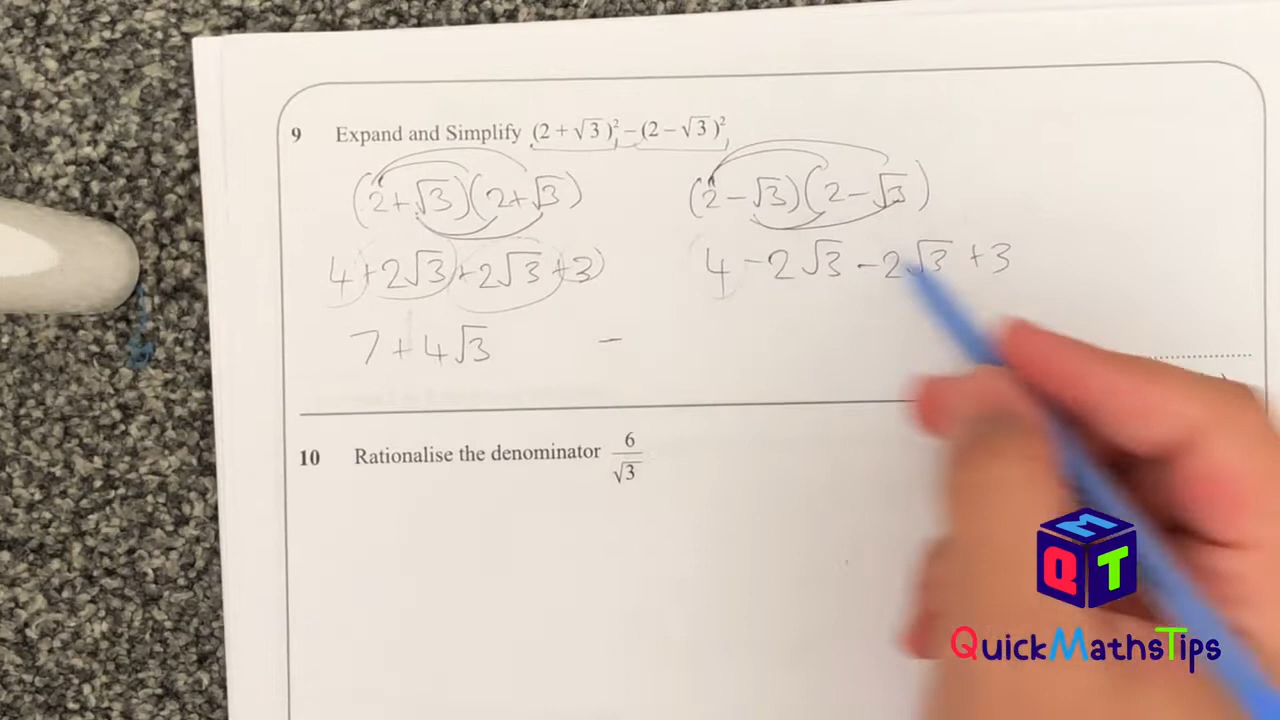 9 Expand and Simplify (2 + √3)² − (2 − √3)²
(2+√3)(2+√3) (2−√3)(2−√3)
4+2√3+2√3+3 4−2√3−2√3+3
7+4√3 −
10 Rationalise the denominator 6/√3
M
Q T
QuickMathsTips